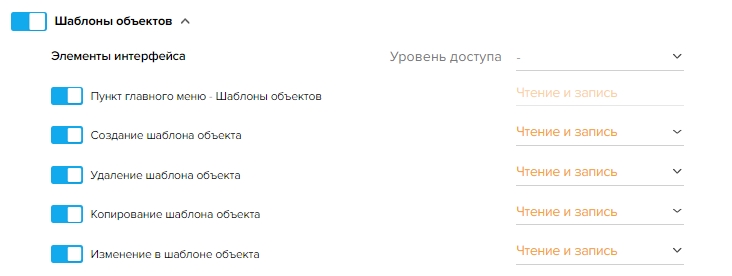 Шаблоны объектов
Элементы интерфейса Уровень доступа -
Пункт главного меню - Шаблоны объектов Чтение и запись
Создание шаблона объекта Чтение и запись
Удаление шаблона объекта Чтение и запись
Копирование шаблона объекта Чтение и запись
Изменение в шаблоне объекта Чтение и запись